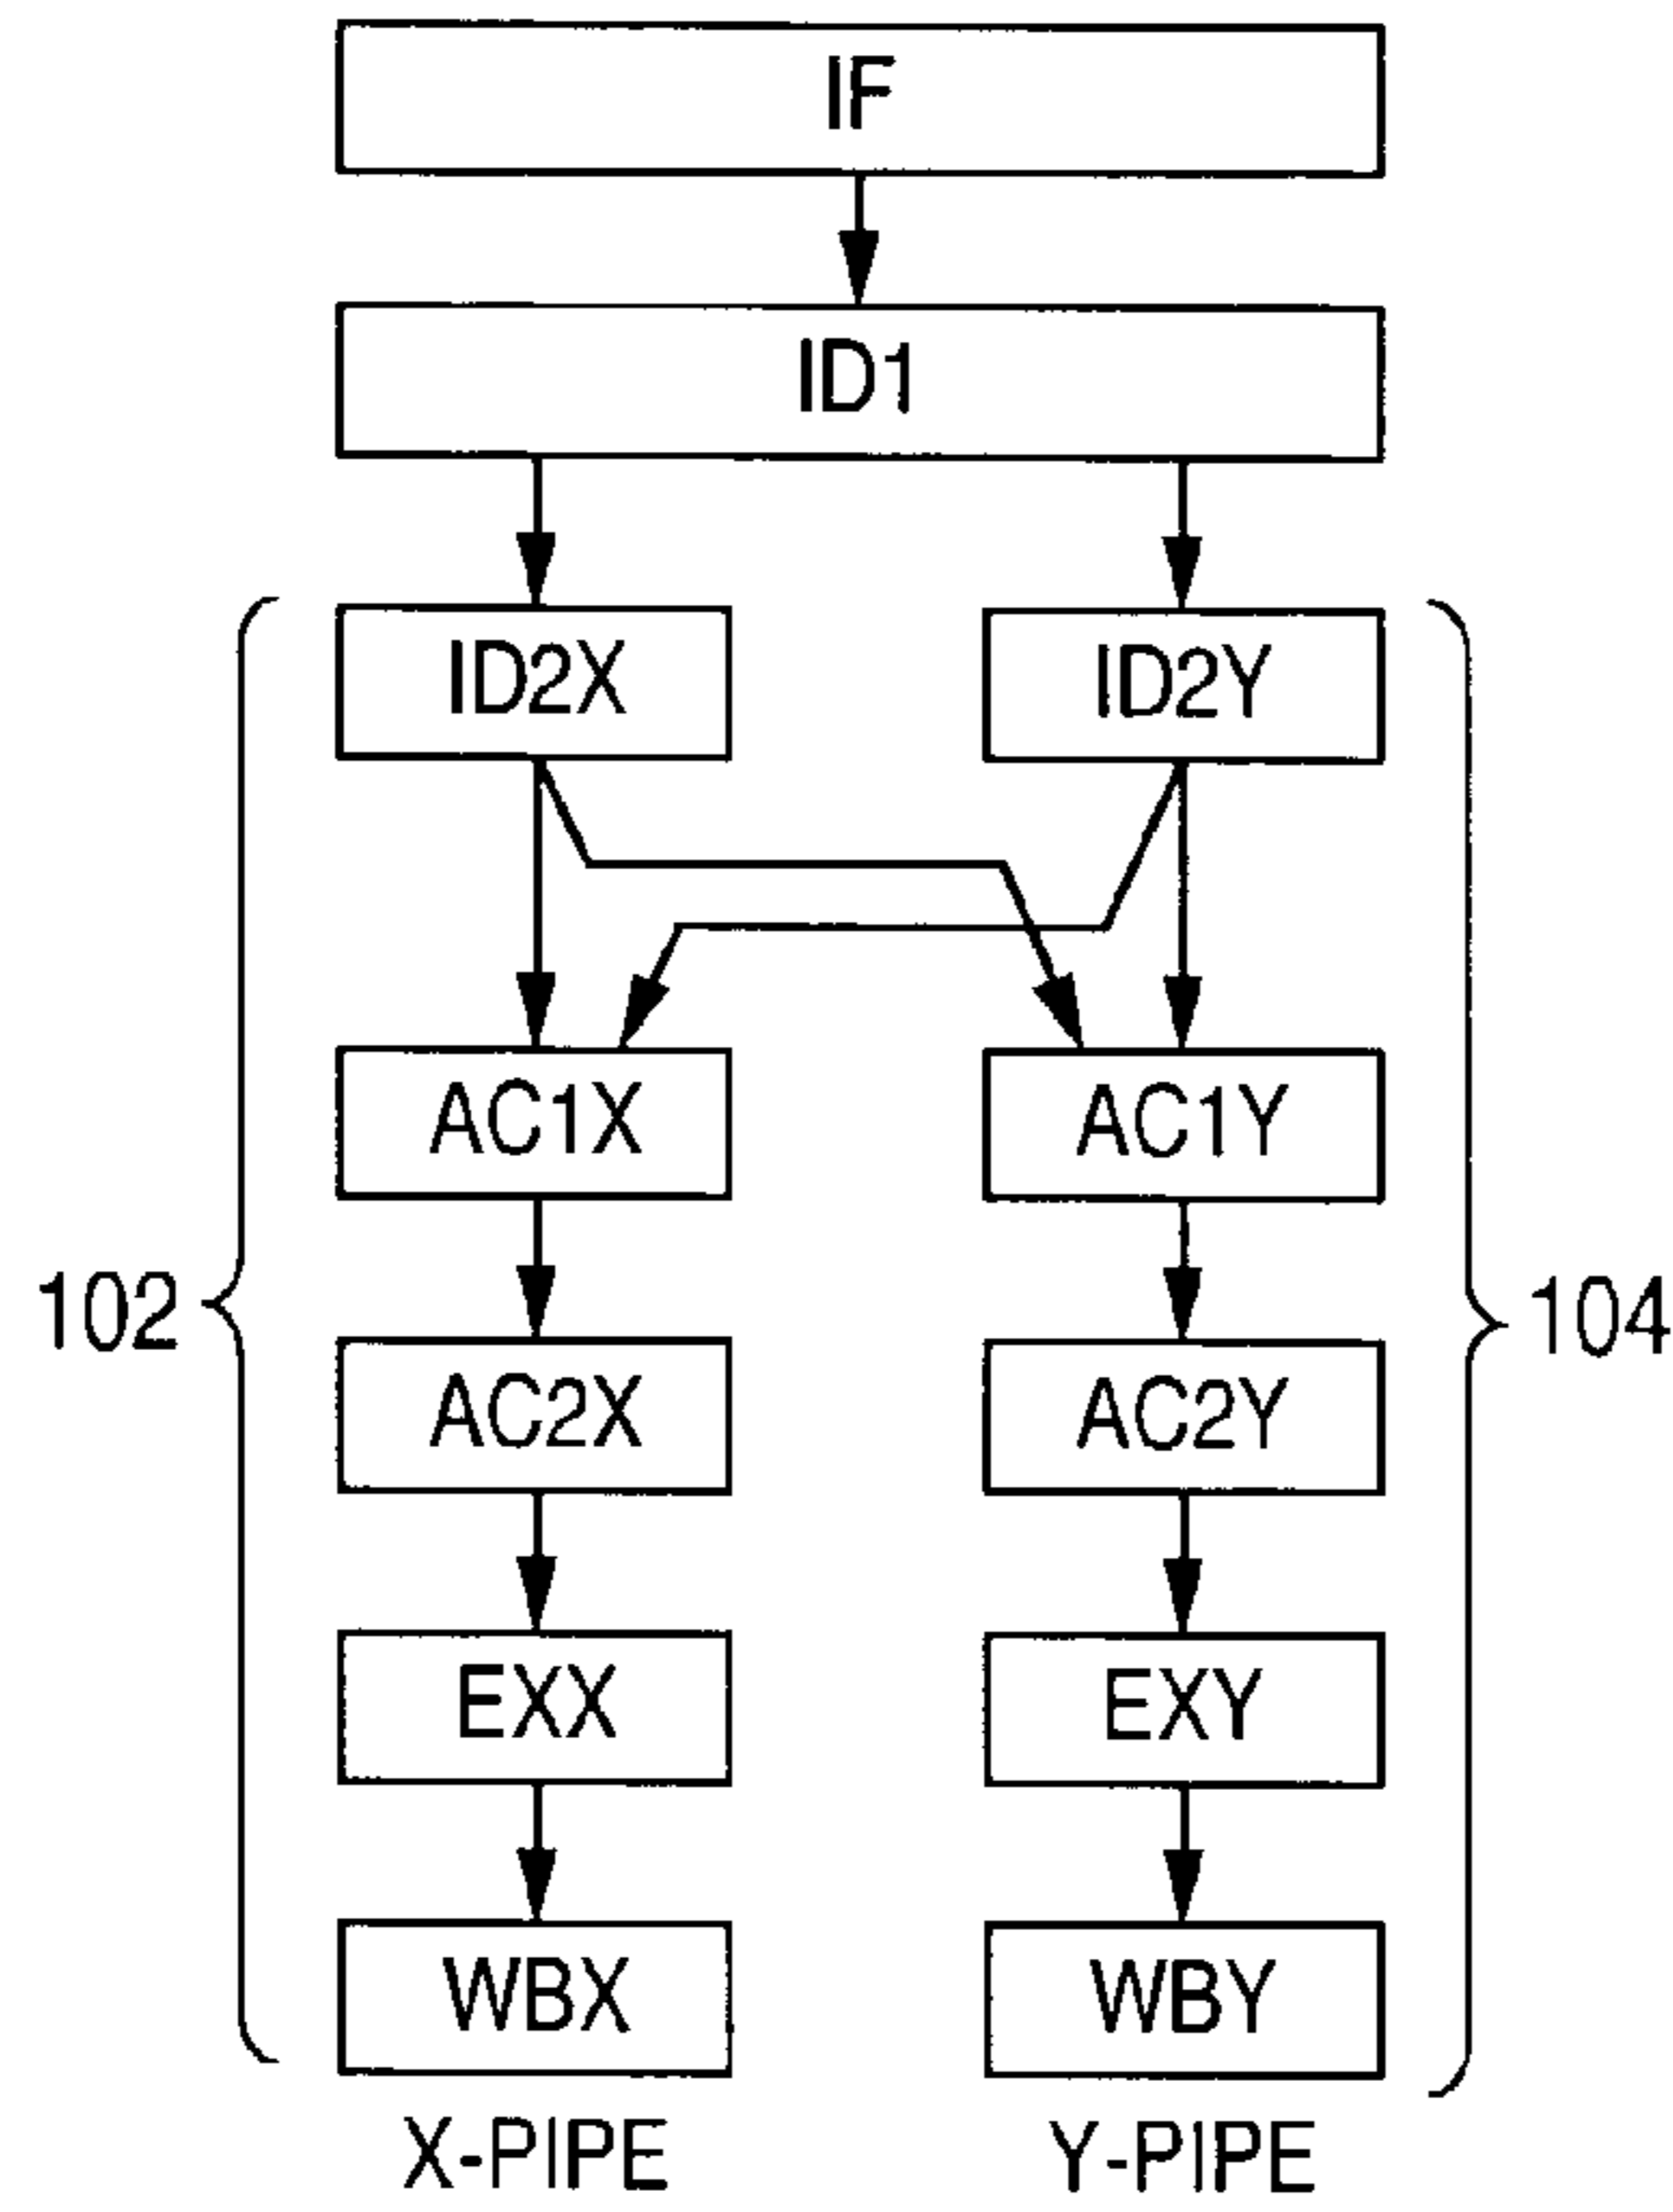 IF
ID1
ID2X ID2Y
AC1X AC1Y
102 104
AC2X AC2Y
EXX EXY
WBX WBY
X-PIPE Y-PIPE